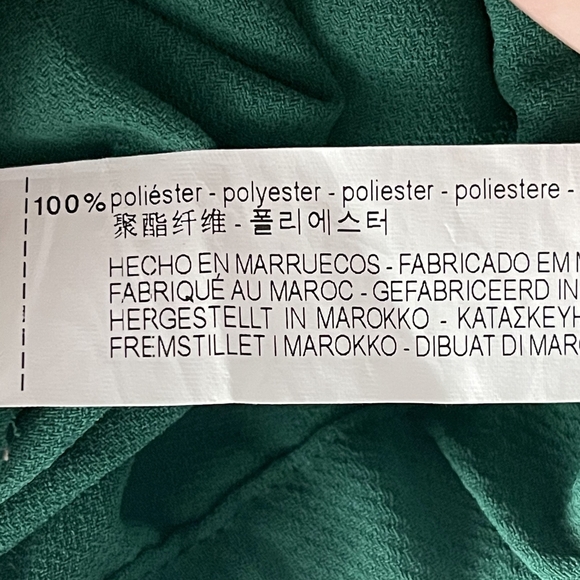 100% poliéster - polyester - poliester - poliestere -
聚酯纤维 - 폴리에스터
HECHO EN MARRUECOS - FABRICADO EM
FABRIQUÉ AU MAROC - GEFABRICEERD IN
HERGESTELLT IN MAROKKO - ΚΑΤΑΣΚΕΥΗ
FREMSTILLET I MAROKKO - DIBUAT DI MARO